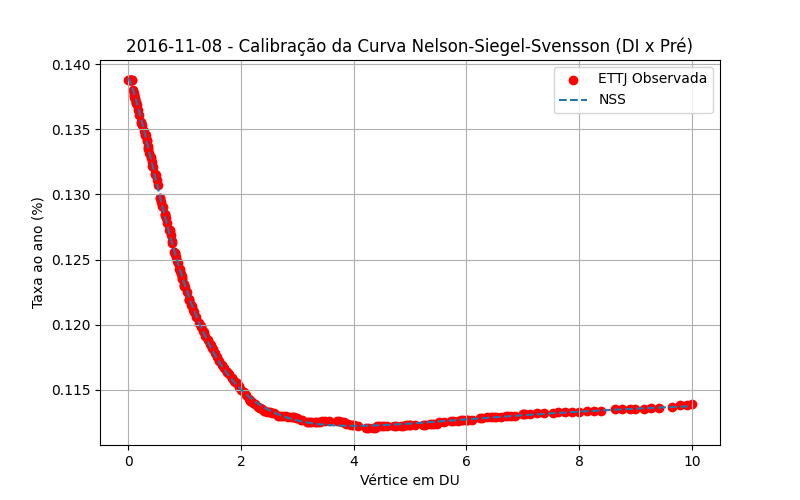 2016-11-08 - Calibração da Curva Nelson-Siegel-Svensson (DI x Pré)
ETTJ Observada
NSS
Taxa ao ano (%)
0.140
0.135
0.130
0.125
0.120
0.115
0 2 4 6 8 10
Vértice em DU